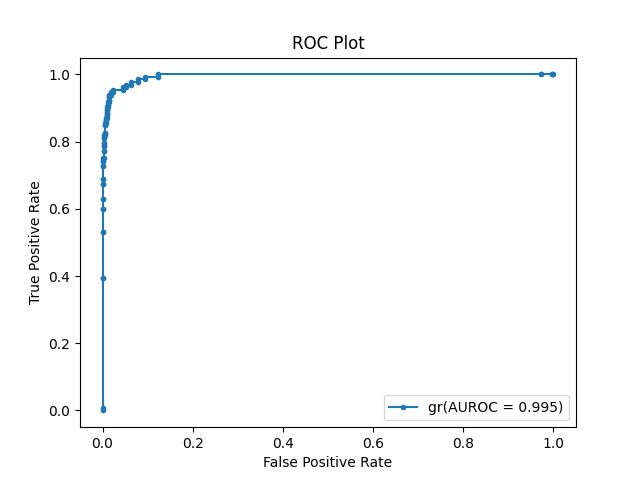 ROC Plot
True Positive Rate
1.0
0.8
0.6
0.4
0.2
0.0
gr(AUROC = 0.995)
0.0 0.2 0.4 0.6 0.8 1.0
False Positive Rate